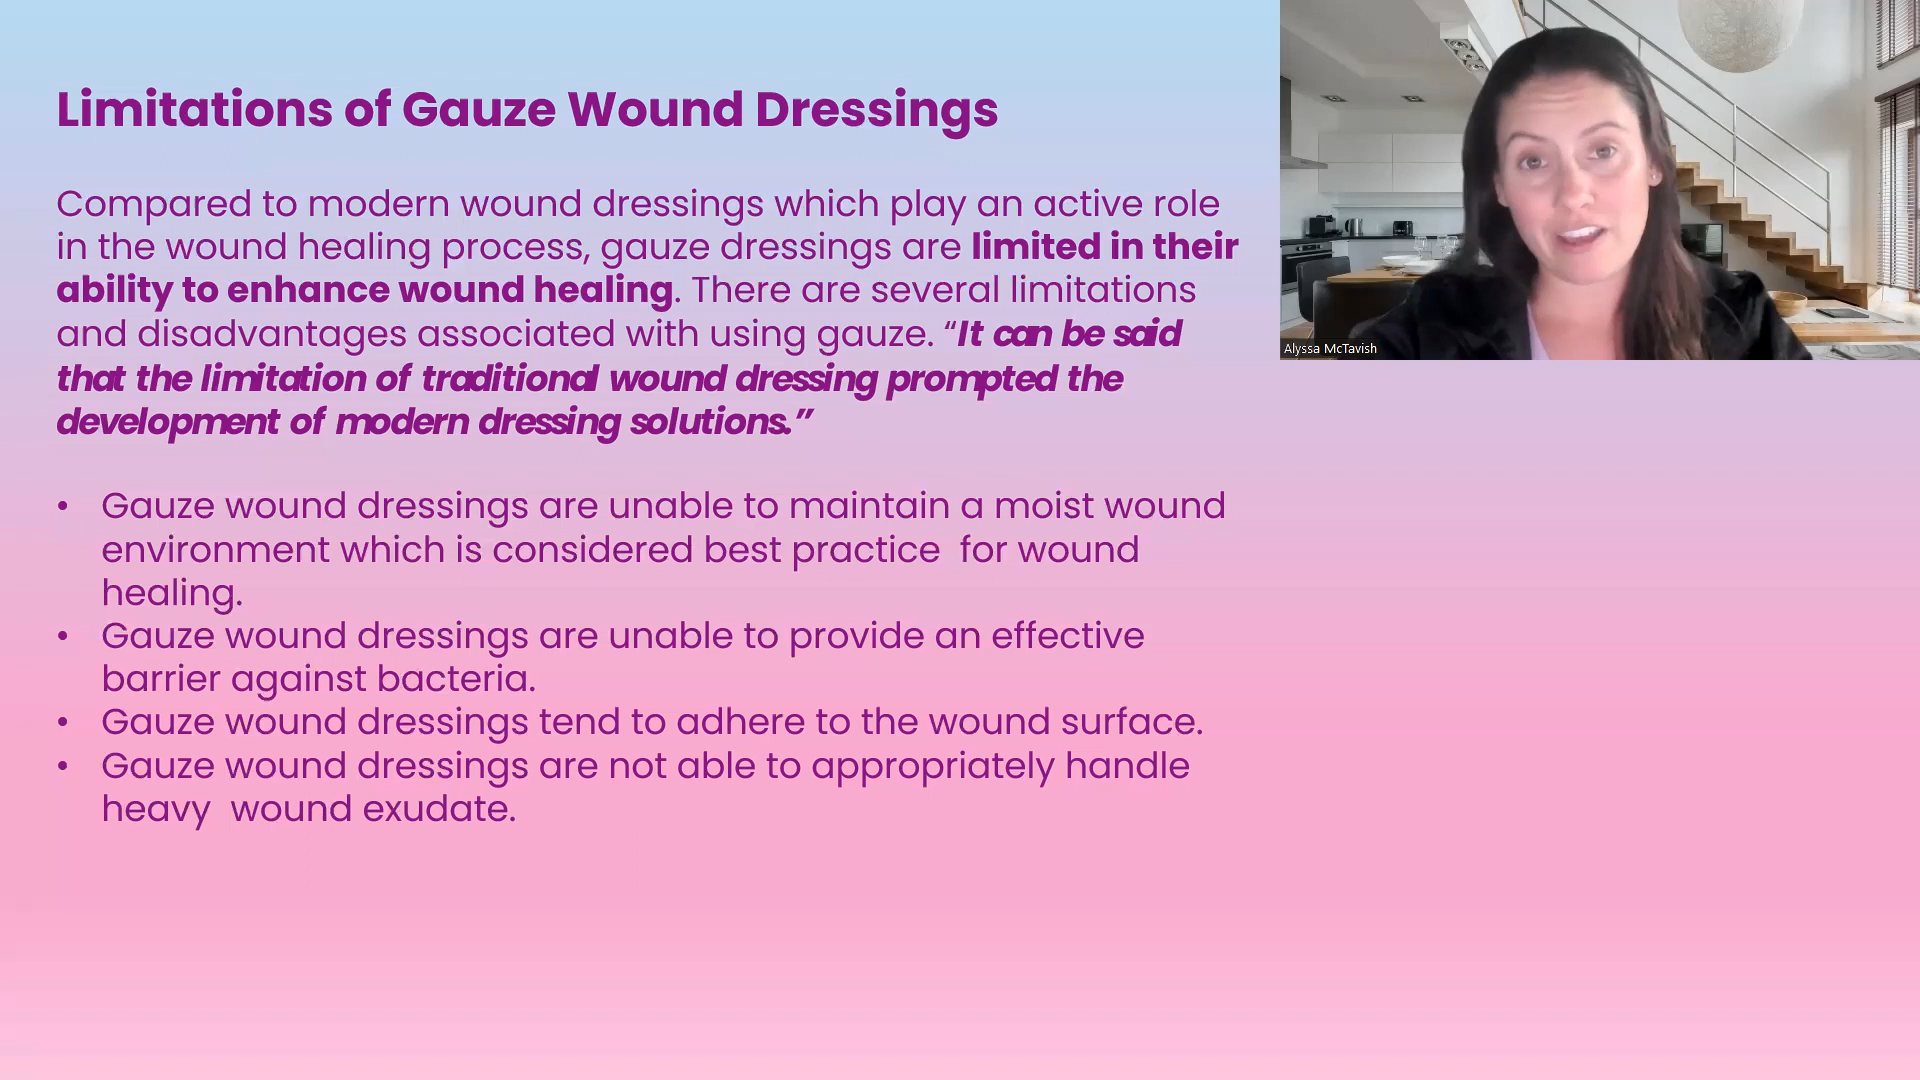 Limitations of Gauze Wound Dressings
Compared to modern wound dressings which play an active role
in the wound healing process, gauze dressings are limited in their
ability to enhance wound healing. There are several limitations
and disadvantages associated with using gauze. “It can be said
that the limitation of traditional wound dressing prompted the
development of modern dressing solutions.”
• Gauze wound dressings are unable to maintain a moist wound
environment which is considered best practice  for wound
healing.
• Gauze wound dressings are unable to provide an effective
barrier against bacteria.
• Gauze wound dressings tend to adhere to the wound surface.
• Gauze wound dressings are not able to appropriately handle
heavy  wound exudate.
Alyssa McTavish